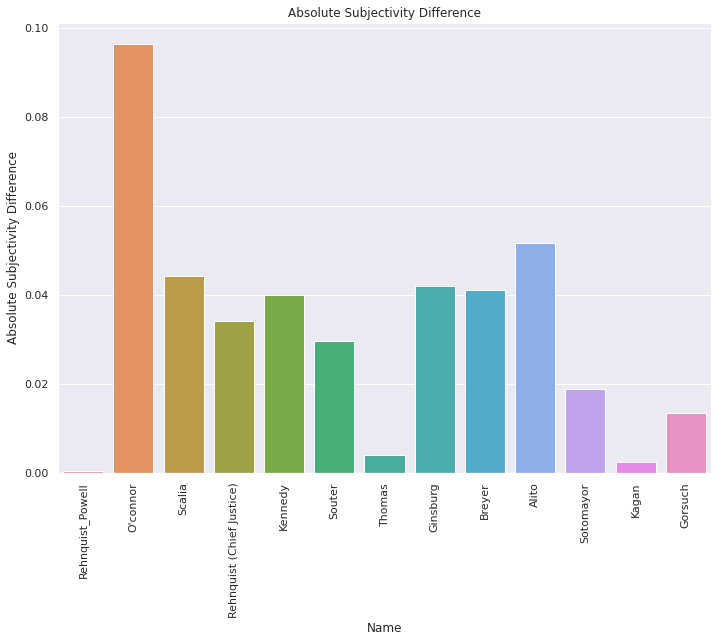 Absolute Subjectivity Difference
Absolute Subjectivity Difference
0.10
0.08
0.06
0.04
0.02
0.00
Rehnquist_Powell
O'connor
Scalia
Rehnquist (Chief Justice)
Kennedy
Souter
Thomas
Ginsburg
Breyer
Alito
Sotomayor
Kagan
Gorsuch
Name